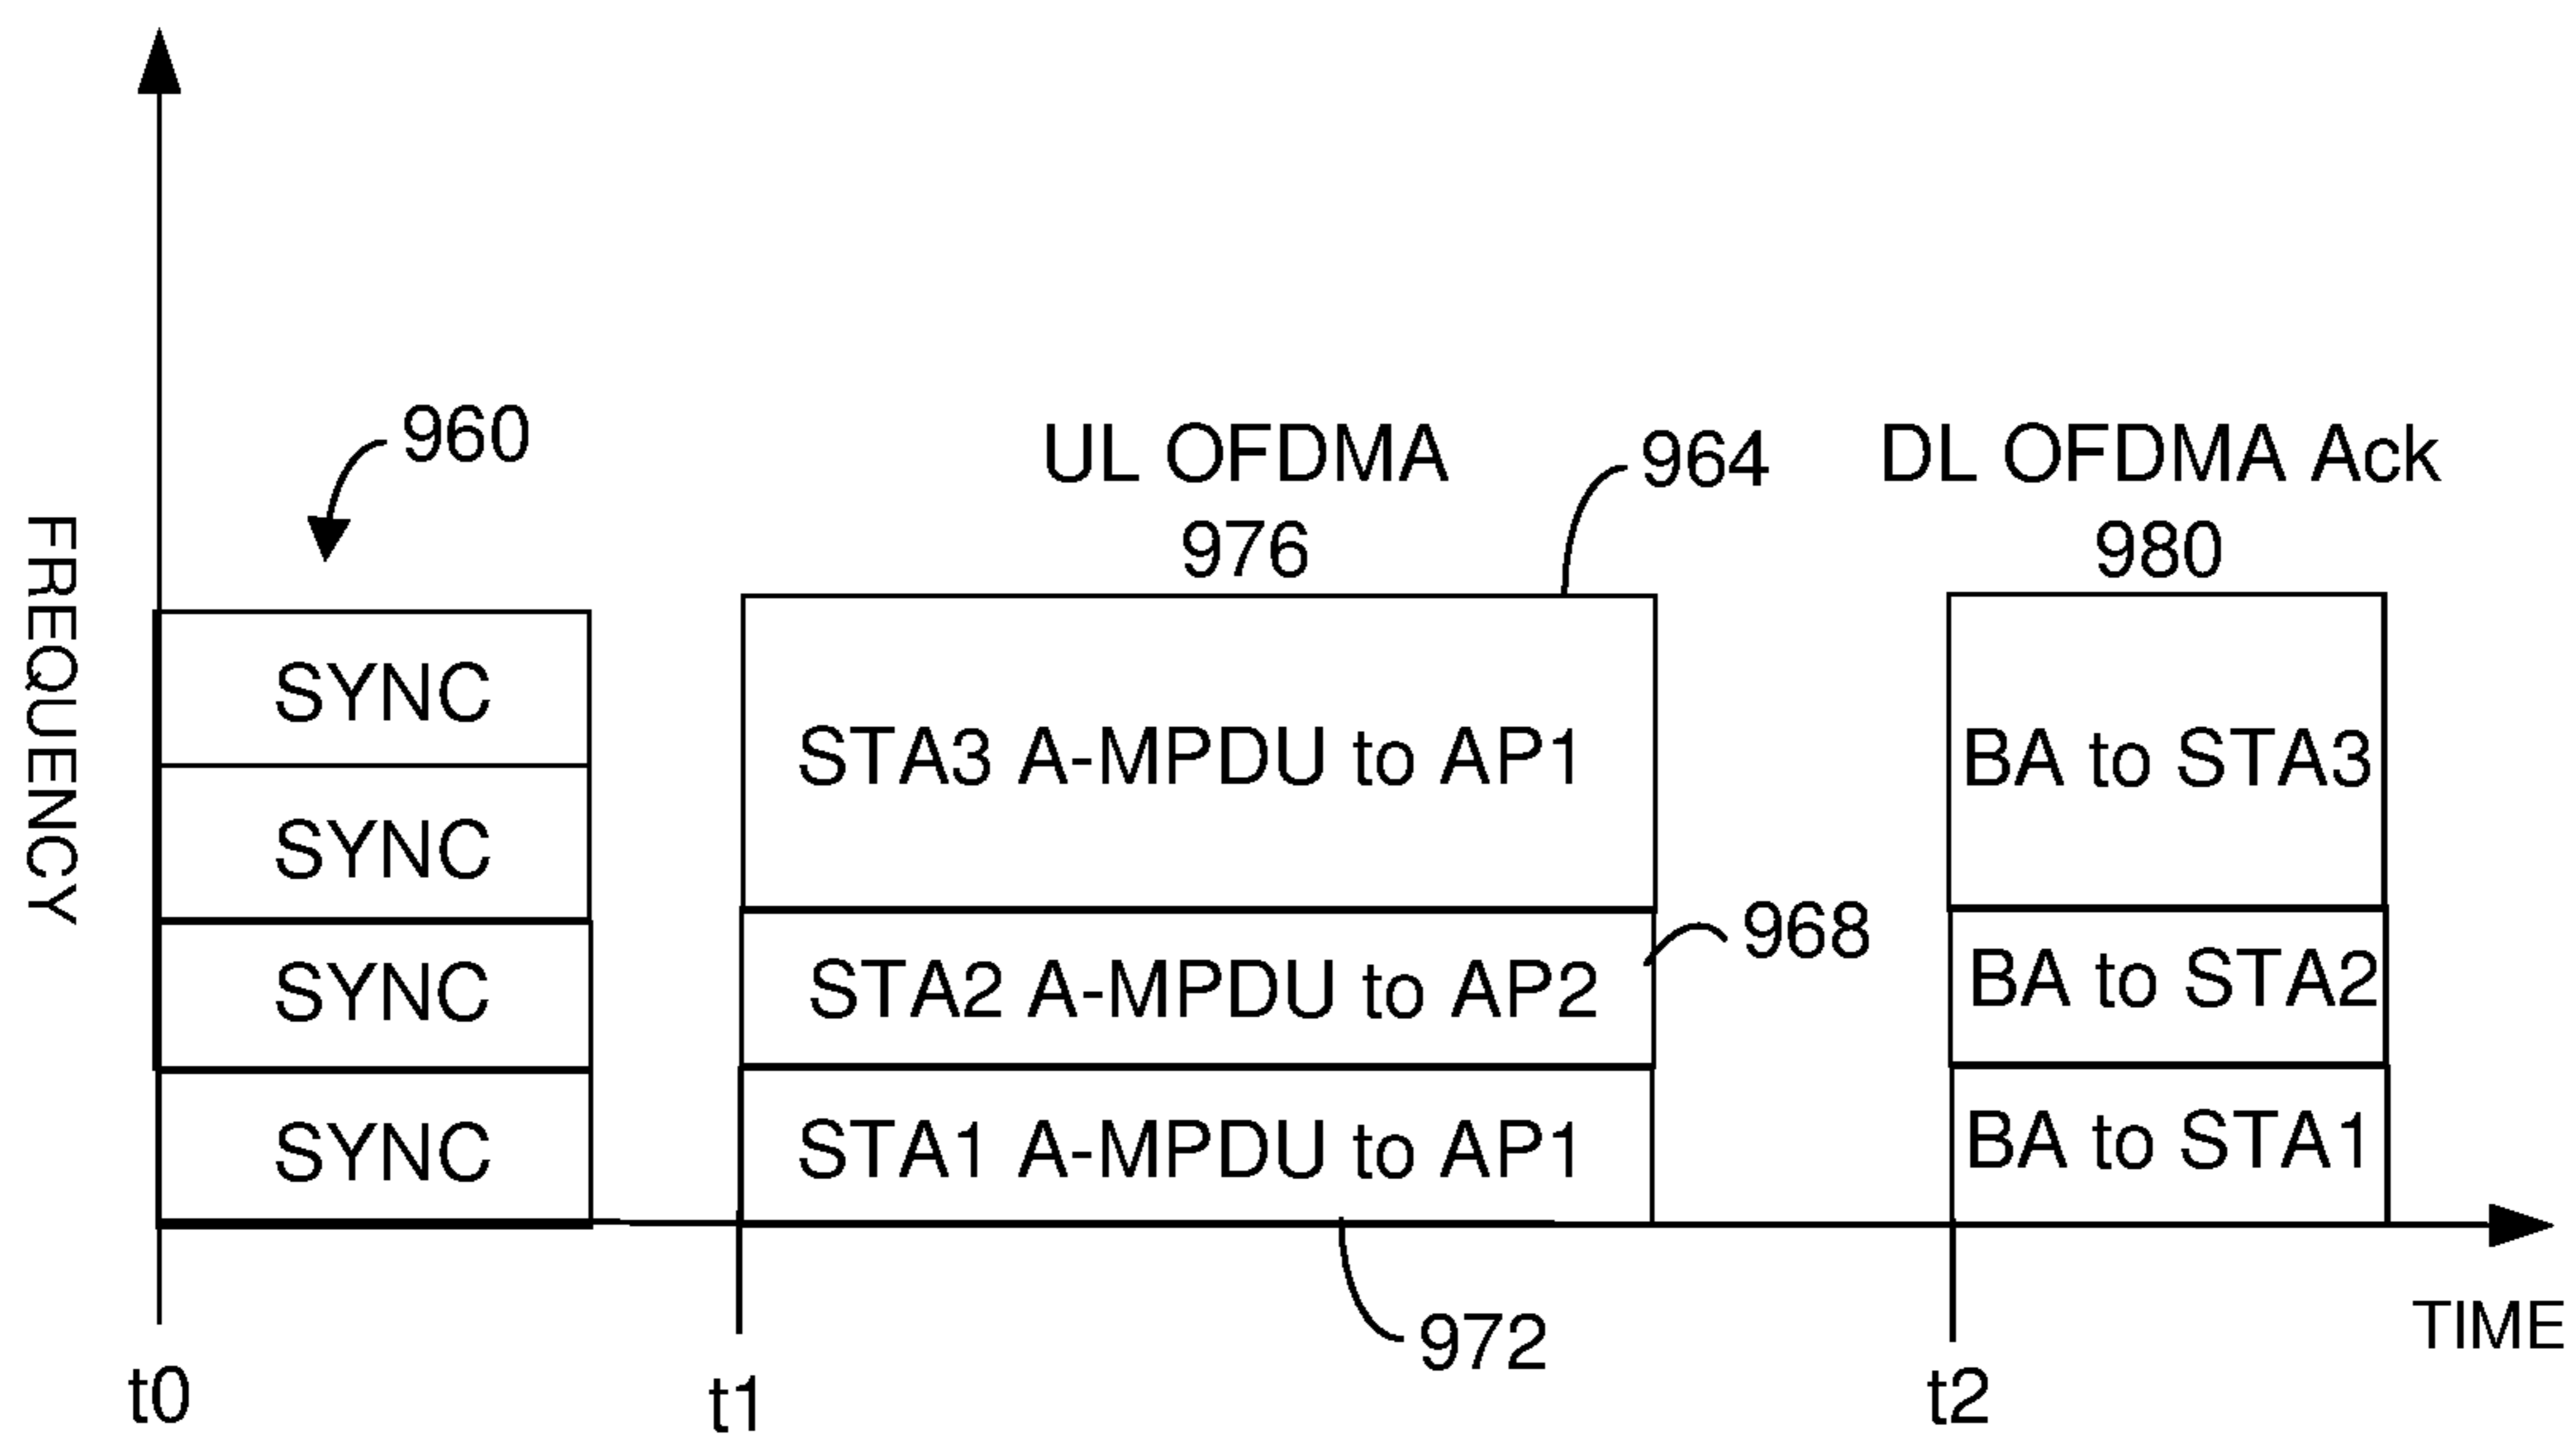 960
UL OFDMA
976
964
DL OFDMA Ack
980
FREQUENCY
SYNC
SYNC
SYNC
SYNC
STA3 A-MPDU to AP1
STA2 A-MPDU to AP2
968
STA1 A-MPDU to AP1
972
BA to STA3
BA to STA2
BA to STA1
TIME
t0
t1
t2